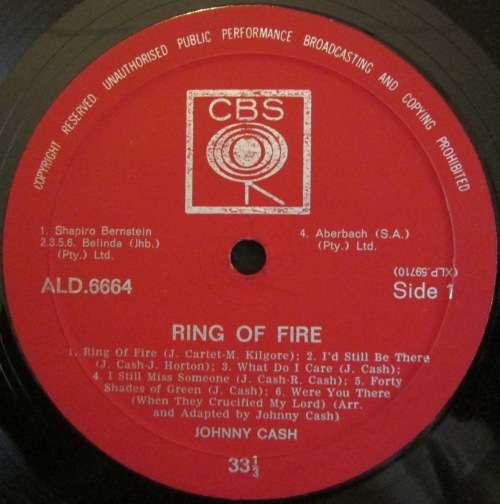 COPYRIGHT RESERVED. UNAUTHORISED PUBLIC PERFORMANCE BROADCASTING AND COPYING PROHIBITED
CBS
1. Shapiro Bernstein
2.3.5.6. Belinda (Jhb.)
(Pty.) Ltd.
4. Aberbach (S.A.)
(Pty.) Ltd.
ALD.6664
(XLP.59710)
Side 1
RING OF FIRE
1. Ring Of Fire (J. Cartet-M. Kilgore); 2. I'd Still Be There
(J. Cash-J. Horton); 3. What Do I Care (J. Cash);
4. I Still Miss Someone (J. Cash-R. Cash); 5. Forty
Shades of Green (J. Cash); 6. Were You There
(When They Crucified My Lord) (Arr.
and Adapted by Johnny Cash)
JOHNNY CASH
33⅓